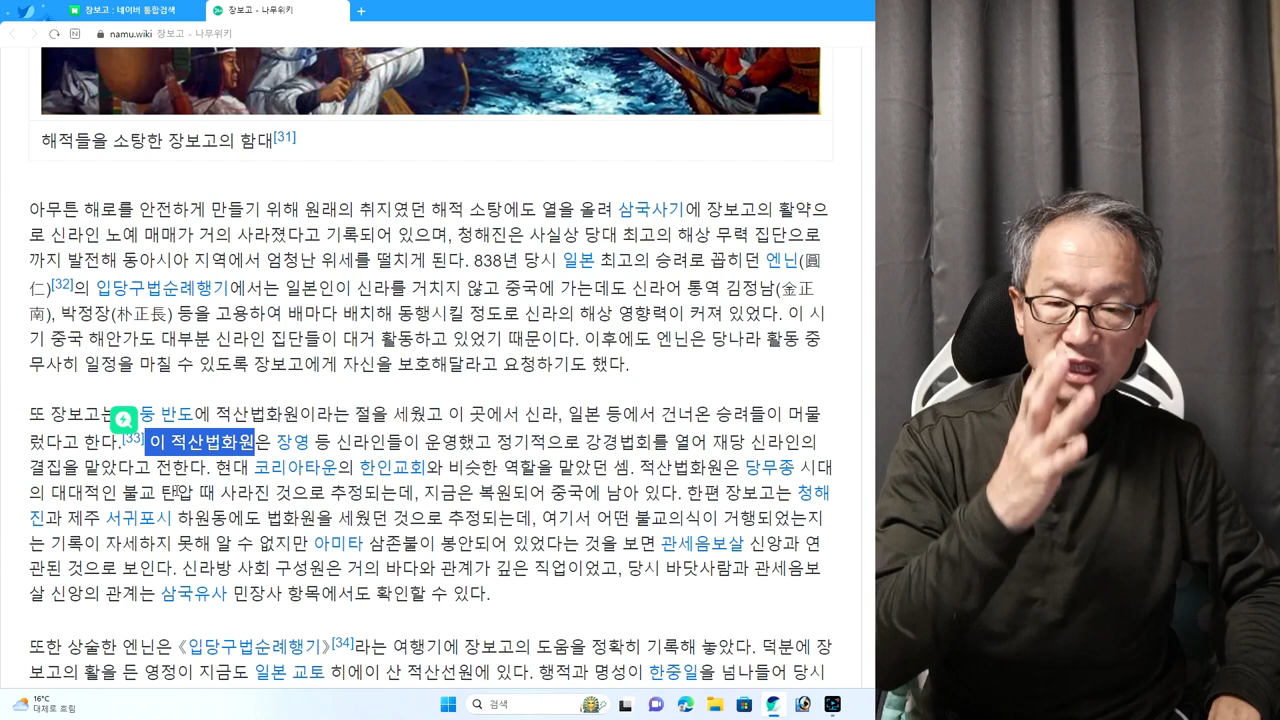 장보고 : 네이버 통합검색
장보고 - 나무위키
namu.wiki 장보고 - 나무위키
해적들을 소탕한 장보고의 함대[31]
아무튼 해로를 안전하게 만들기 위해 원래의 취지였던 해적 소탕에도 열을 올려 삼국사기에 장보고의 활약으
로 신라인 노예 매매가 거의 사라졌다고 기록되어 있으며, 청해진은 사실상 당대 최고의 해상 무력 집단으로
까지 발전해 동아시아 지역에서 엄청난 위세를 떨치게 된다. 838년 당시 일본 최고의 승려로 꼽히던 엔닌(圓
仁)[32]의 입당구법순례행기에서는 일본인이 신라를 거치지 않고 중국에 가는데도 신라어 통역 김정남(金正
南), 박정장(朴正長) 등을 고용하여 배마다 배치해 동행시킬 정도로 신라의 해상 영향력이 커져 있었다. 이 시
기 중국 해안가도 대부분 신라인 집단들이 대거 활동하고 있었기 때문이다. 이후에도 엔닌은 당나라 활동 중
무사히 일정을 마칠 수 있도록 장보고에게 자신을 보호해달라고 요청하기도 했다.
또 장보고는 둥 반도에 적산법화원이라는 절을 세웠고 이 곳에서 신라, 일본 등에서 건너온 승려들이 머물
렀다고 한다.[33] 이 적산법화원은 장영 등 신라인들이 운영했고 정기적으로 강경법회를 열어 재당 신라인의
결집을 맡았다고 전한다. 현대 코리아타운의 한인교회와 비슷한 역할을 맡았던 셈. 적산법화원은 당무종 시대
의 대대적인 불교 탄압 때 사라진 것으로 추정되는데, 지금은 복원되어 중국에 남아 있다. 한편 장보고는 청해
진과 제주 서귀포시 하원동에도 법화원을 세웠던 것으로 추정되는데, 여기서 어떤 불교의식이 거행되었는지
는 기록이 자세하지 못해 알 수 없지만 아미타 삼존불이 봉안되어 있었다는 것을 보면 관세음보살 신앙과 연
관된 것으로 보인다. 신라방 사회 구성원은 거의 바다와 관계가 깊은 직업이었고, 당시 바닷사람과 관세음보
살 신앙의 관계는 삼국유사 민장사 항목에서도 확인할 수 있다.
또한 상술한 엔닌은 《입당구법순례행기》[34]라는 여행기에 장보고의 도움을 정확히 기록해 놓았다. 덕분에 장
보고의 활을 든 영정이 지금도 일본 교토 히에이 산 적산선원에 있다. 행적과 명성이 한중일을 넘나들어 당시
16°C
대체로 흐림
검색